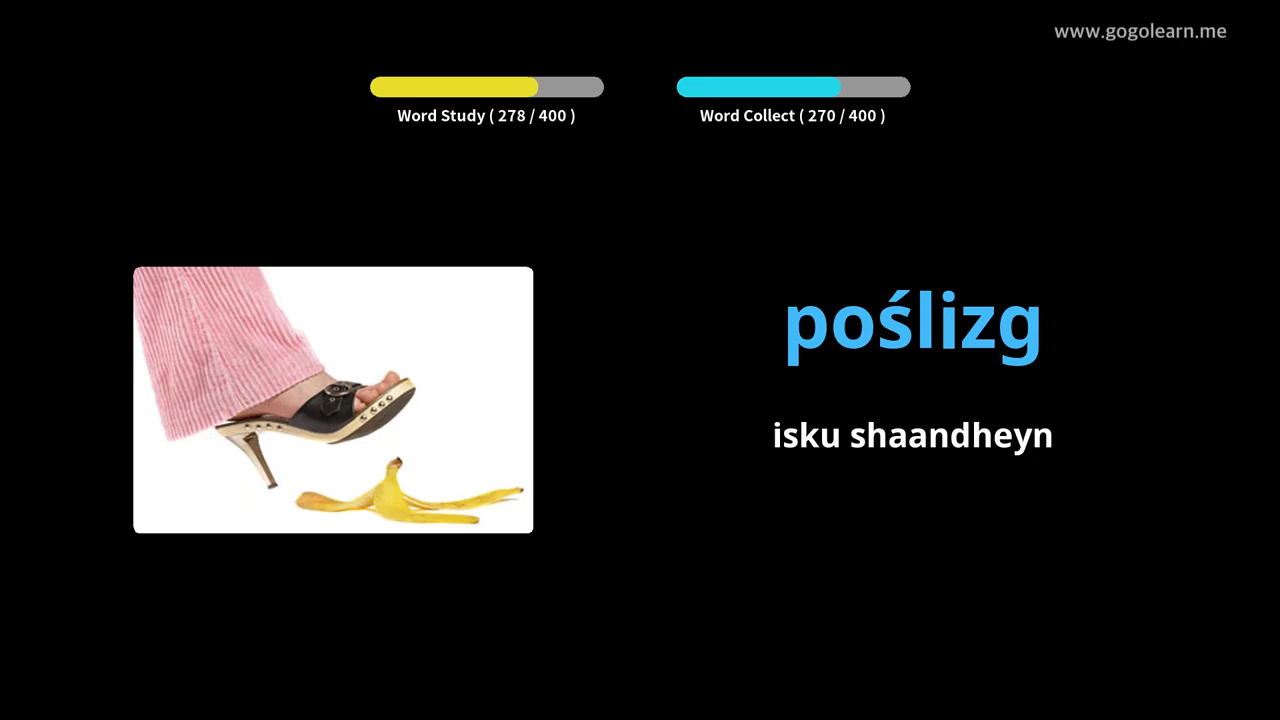 www.gogolearn.me
Word Study ( 278 / 400 )
Word Collect ( 270 / 400 )
poślizg
isku shaandheyn